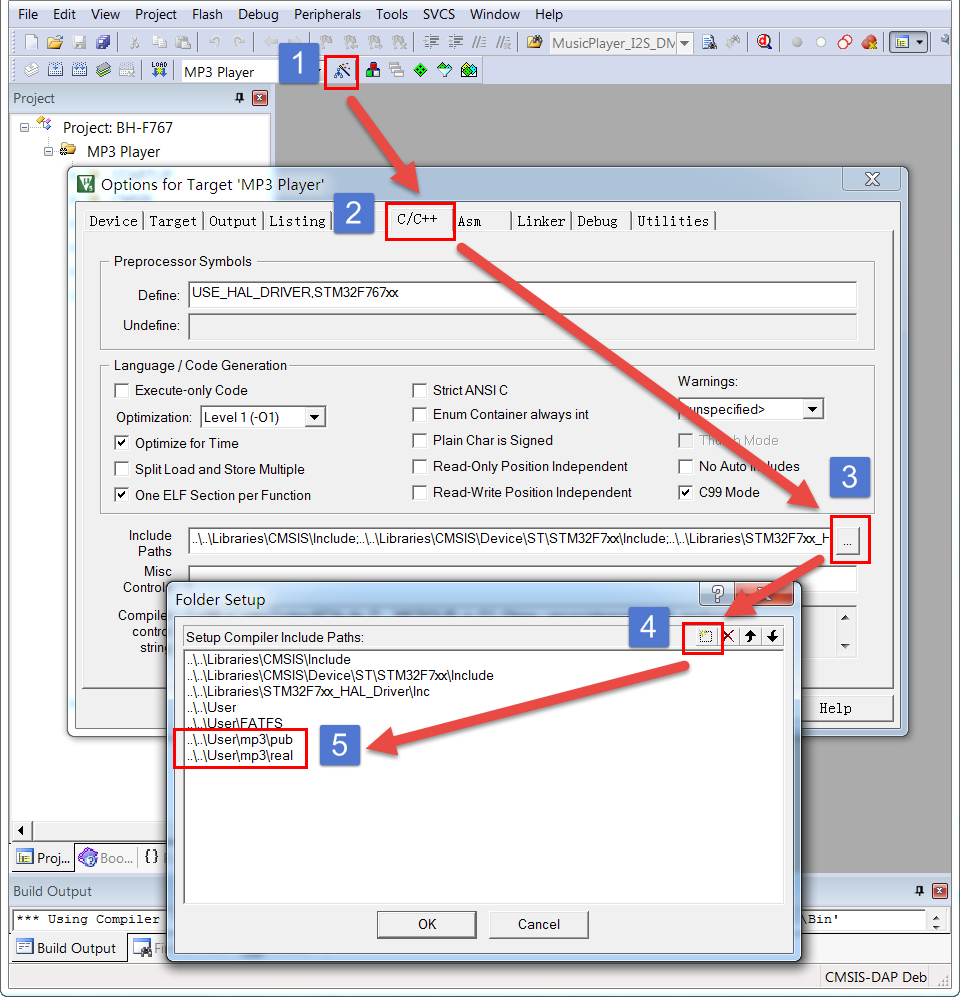 File Edit View Project Flash Debug Peripherals Tools SVCS Window Help
MusicPlayer_I2S_DM
LOAD MP3 Player
1
Project
Project: BH-F767
MP3 Player
Options for Target 'MP3 Player'
2
Device Target Output Listing C/C++ Asm Linker Debug Utilities
Preprocessor Symbols
Define: USE_HAL_DRIVER,STM32F767xx
Undefine:
Language / Code Generation
Execute-only Code
Strict ANSI C
Warnings:
Optimization: Level 1 (-O1)
Enum Container always int
unspecified>
Optimize for Time
Plain Char is Signed
Thumb Mode
Split Load and Store Multiple
Read-Only Position Independent
No Auto Includes
One ELF Section per Function
Read-Write Position Independent
C99 Mode
3
Include
Paths
..\..\Libraries\CMSIS\Include;..\..\Libraries\CMSIS\Device\ST\STM32F7xx\Include;..\..\Libraries\STM32F7xx_H
...
Misc
Control
Compile
contro
string
Folder Setup
?
4
Setup Compiler Include Paths:
..\..\Libraries\CMSIS\Include
..\..\Libraries\CMSIS\Device\ST\STM32F7xx\Include
..\..\Libraries\STM32F7xx_HAL_Driver\Inc
..\..\User
..\..\User\FATFS
..\..\User\mp3\pub
..\..\User\mp3\real
5
Help
OK Cancel
Proj... Boo... {}
Build Output
*** Using Compiler
\Bin'
Build Output
Fi
CMSIS-DAP Deb